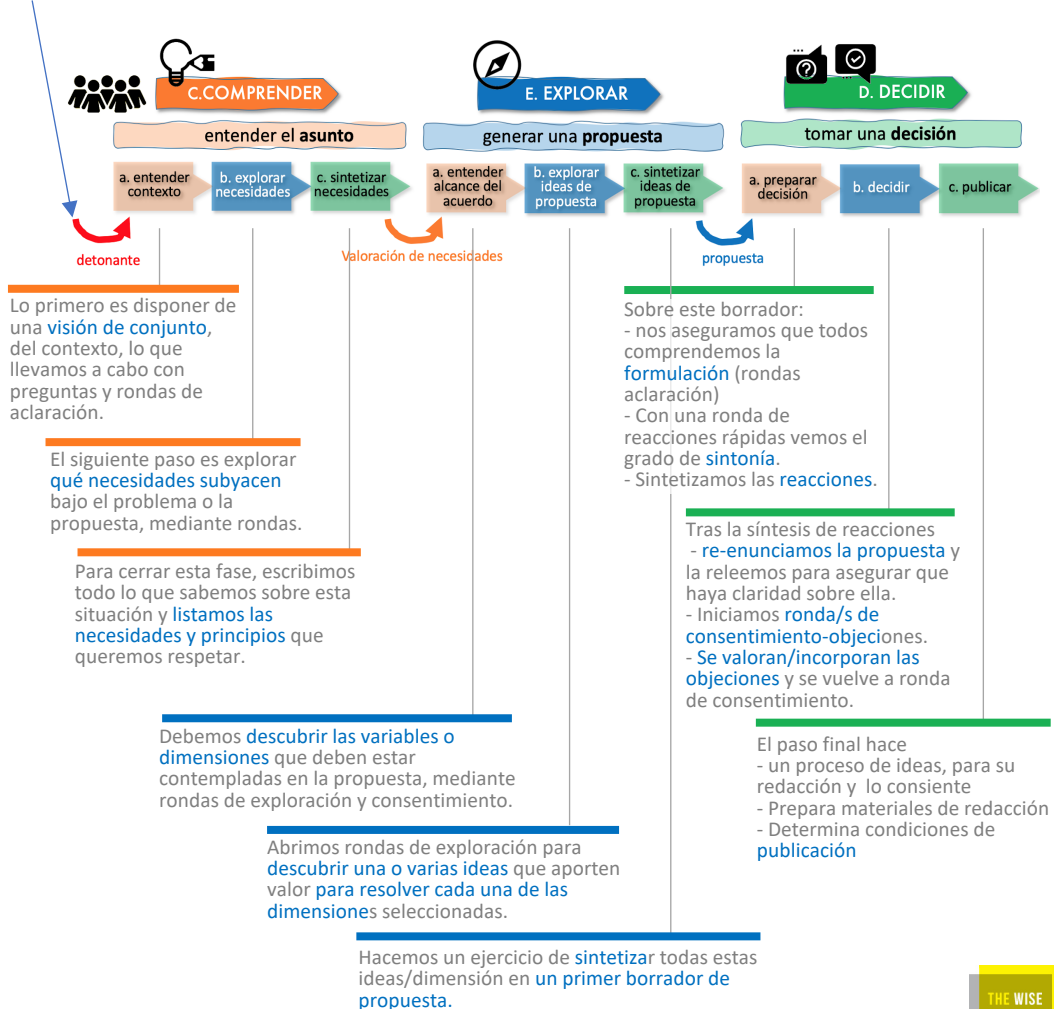 C.COMPRENDER
E. EXPLORAR
D. DECIDIR
entender el asunto
generar una propuesta
tomar una decisión
a. entender
contexto
b. explorar
necesidades
c. sintetizar
necesidades
a. entender
alcance del
acuerdo
b. explorar
ideas de
propuesta
c. sintetizar
ideas de
propuesta
a. preparar
decisión
b. decidir
c. publicar
detonante
Valoración de necesidades
propuesta
Lo primero es disponer de
una visión de conjunto,
del contexto, lo que
llevamos a cabo con
preguntas y rondas de
aclaración.
El siguiente paso es explorar
qué necesidades subyacen
bajo el problema o la
propuesta, mediante rondas.
Para cerrar esta fase, escribimos
todo lo que sabemos sobre esta
situación y listamos las
necesidades y principios que
queremos respetar.
Debemos descubrir las variables o
dimensiones que deben estar
contempladas en la propuesta, mediante
rondas de exploración y consentimiento.
Abrimos rondas de exploración para
descubrir una o varias ideas que aporten
valor para resolver cada una de las
dimensiones seleccionadas.
Hacemos un ejercicio de sintetizar todas estas
ideas/dimensión en un primer borrador de
propuesta.
Sobre este borrador:
- nos aseguramos que todos
comprendemos la
formulación (rondas
aclaración)
- Con una ronda de
reacciones rápidas vemos el
grado de sintonía.
- Sintetizamos las reacciones.
Tras la síntesis de reacciones
- re-enunciamos la propuesta y
la releemos para asegurar que
haya claridad sobre ella.
- Iniciamos ronda/s de
consentimiento-objeciones.
- Se valoran/incorporan las
objeciones y se vuelve a ronda
de consentimiento.
El paso final hace
- un proceso de ideas, para su
redacción y lo consiente
- Prepara materiales de redacción
- Determina condiciones de
publicación
THE WISE